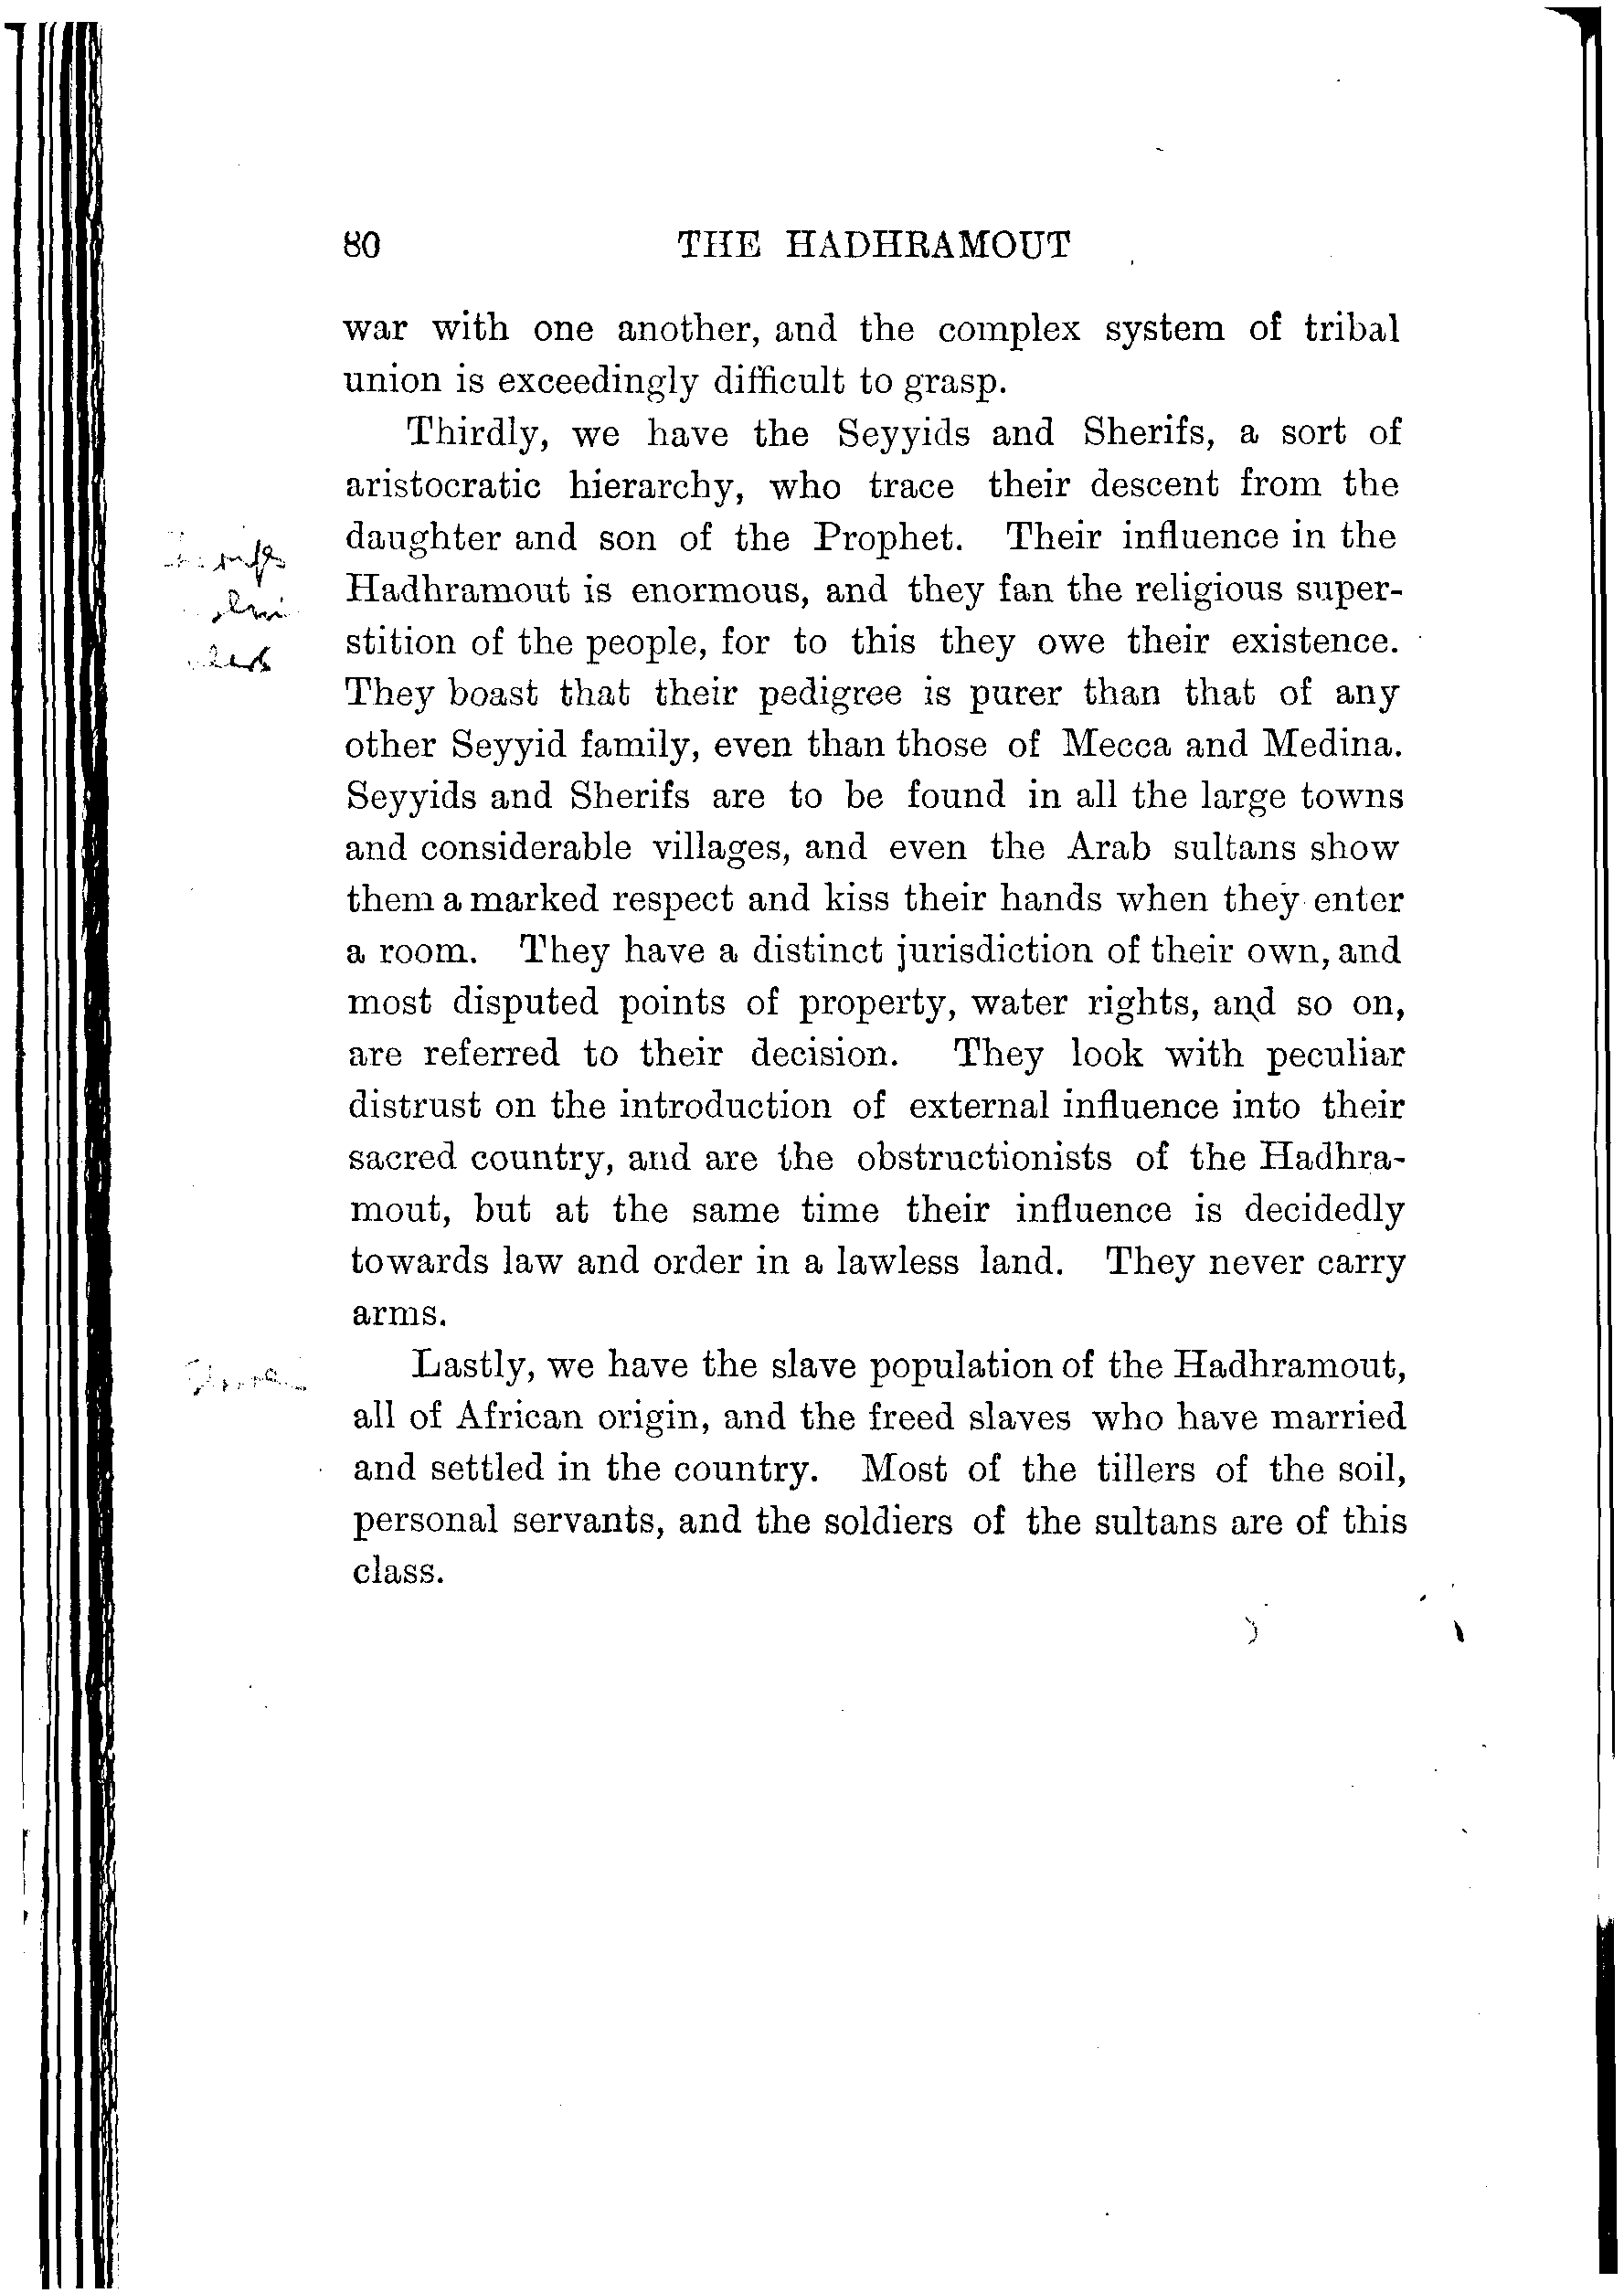 80 THE HADHRAMOUT
war with one another, and the complex system of tribal
union is exceedingly difficult to grasp.
Thirdly, we have the Seyyids and Sherifs, a sort of
aristocratic hierarchy, who trace their descent from the
daughter and son of the Prophet. Their influence in the
Hadhramout is enormous, and they fan the religious super-
stition of the people, for to this they owe their existence.
They boast that their pedigree is purer than that of any
other Seyyid family, even than those of Mecca and Medina.
Seyyids and Sherifs are to be found in all the large towns
and considerable villages, and even the Arab sultans show
them a marked respect and kiss their hands when they enter
a room. They have a distinct jurisdiction of their own, and
most disputed points of property, water rights, and so on,
are referred to their decision. They look with peculiar
distrust on the introduction of external influence into their
sacred country, and are the obstructionists of the Hadhra-
mout, but at the same time their influence is decidedly
towards law and order in a lawless land. They never carry
arms.
Lastly, we have the slave population of the Hadhramout,
all of African origin, and the freed slaves who have married
and settled in the country. Most of the tillers of the soil,
personal servants, and the soldiers of the sultans are of this
class.